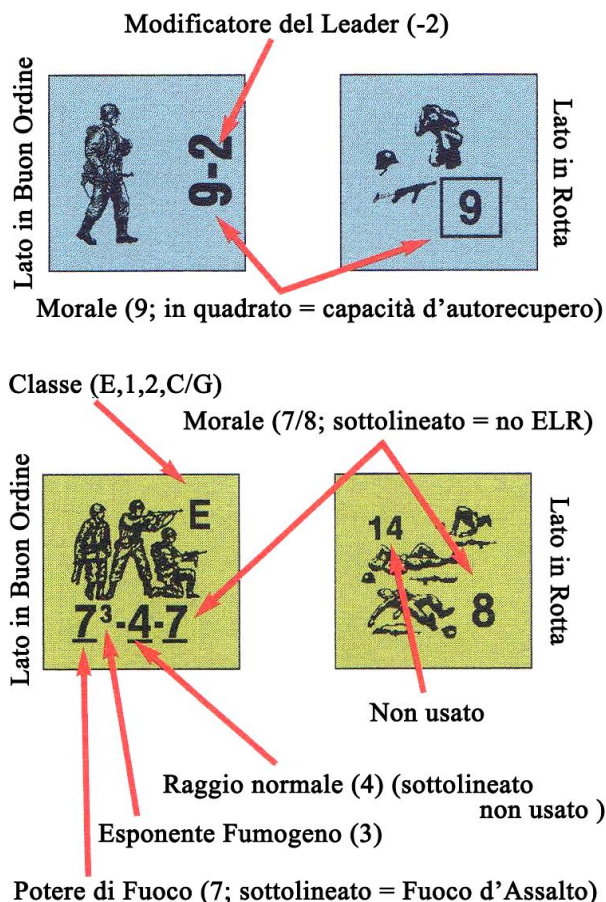 Modificatore del Leader (-2)
Lato in Buon Ordine
9-2
9
Lato in Rotta
Morale (9; in quadrato = capacità d'autorecupero)
Classe (E,1,2,C/G)
Morale (7/8; sottolineato = no ELR)
Lato in Buon Ordine
E
7³-4-7
14
8
Lato in Rotta
Non usato
Raggio normale (4) (sottolineato
non usato )
Esponente Fumogeno (3)
Potere di Fuoco (7; sottolineato = Fuoco d'Assalto)